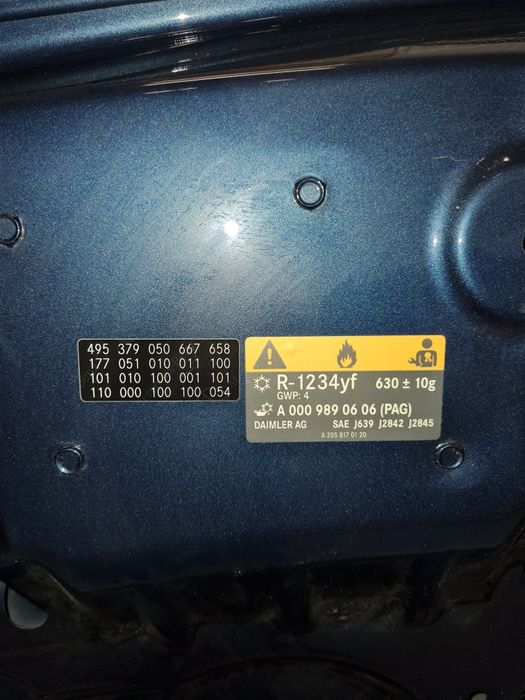 495 379 050 667 658
177 051 010 011 100
101 010 100 001 101
110 000 100 100 054
R-1234yf 630 ± 10g
GWP: 4
A 000 989 06 06 (PAG)
DAIMLER AG SAE J639 J2842 J2845
A 205 817 01 20